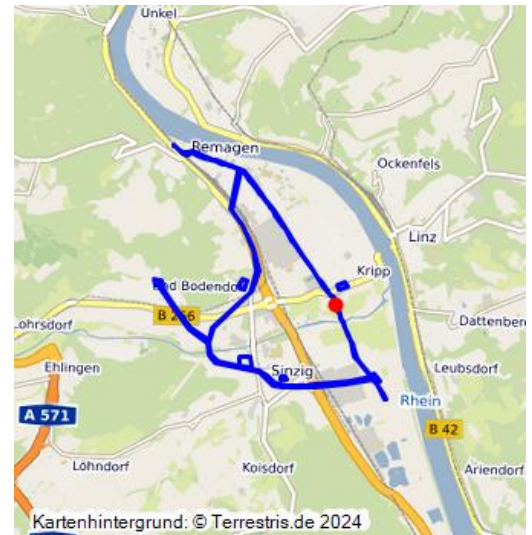 Unkel
Remagen
Ockenfels
Linz
Kripp
Bad Bodendorf
Lohrsdorf
B 266
Dattenberg
Ehlingen
Sinzig
Leubsdorf
A 571
Rhein
B 42
Löhndorf
Koisdorf
Ariendorf
Kartenhintergrund: © Terrestris.de 2024